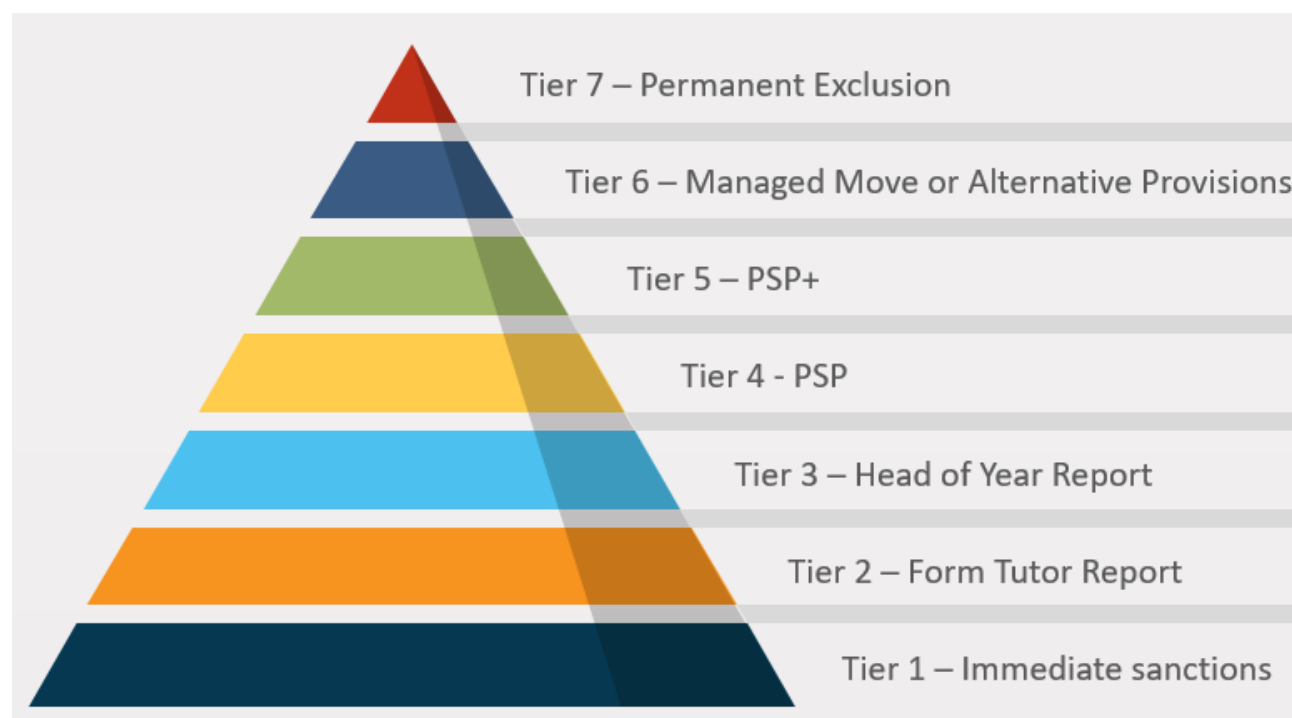 Tier 7 – Permanent Exclusion
Tier 6 – Managed Move or Alternative Provisions
Tier 5 – PSP+
Tier 4 - PSP
Tier 3 – Head of Year Report
Tier 2 – Form Tutor Report
Tier 1 – Immediate sanctions